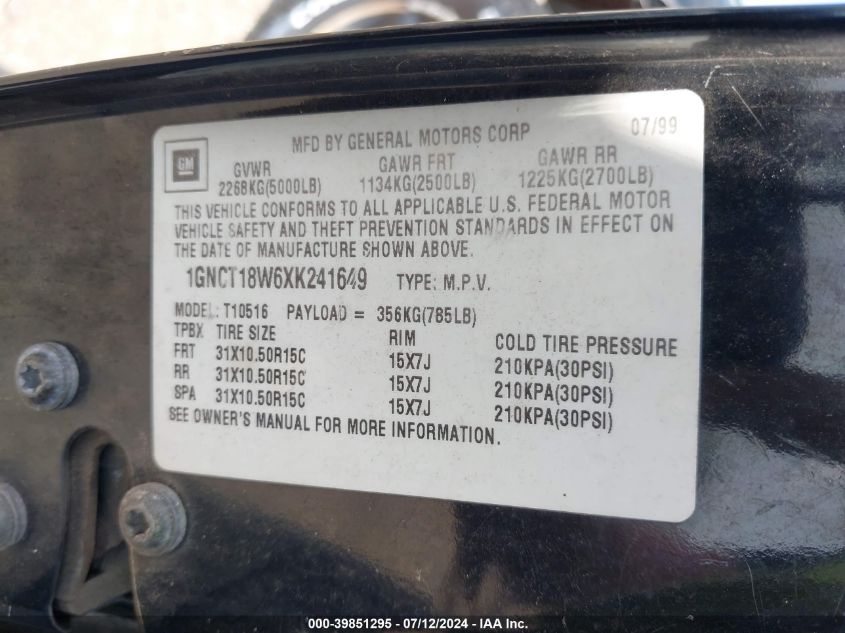 GM
MFD BY GENERAL MOTORS CORP 07/99
GVWR GAWR FRT GAWR RR
2268KG(5000LB) 1134KG(2500LB) 1225KG(2700LB)
THIS VEHICLE CONFORMS TO ALL APPLICABLE U.S. FEDERAL MOTOR
VEHICLE SAFETY AND THEFT PREVENTION STANDARDS IN EFFECT ON
THE DATE OF MANUFACTURE SHOWN ABOVE.
1GNCT18W6XK241649 TYPE: M.P.V.
MODEL: T10516 PAYLOAD = 356KG(785LB)
TPBX TIRE SIZE RIM COLD TIRE PRESSURE
FRT 31X10.50R15C 15X7J 210KPA(30PSI)
RR 31X10.50R15C 15X7J 210KPA(30PSI)
SPA 31X10.50R15C 15X7J 210KPA(30PSI)
SEE OWNER'S MANUAL FOR MORE INFORMATION.
000-39851295 - 07/12/2024 - IAA Inc.